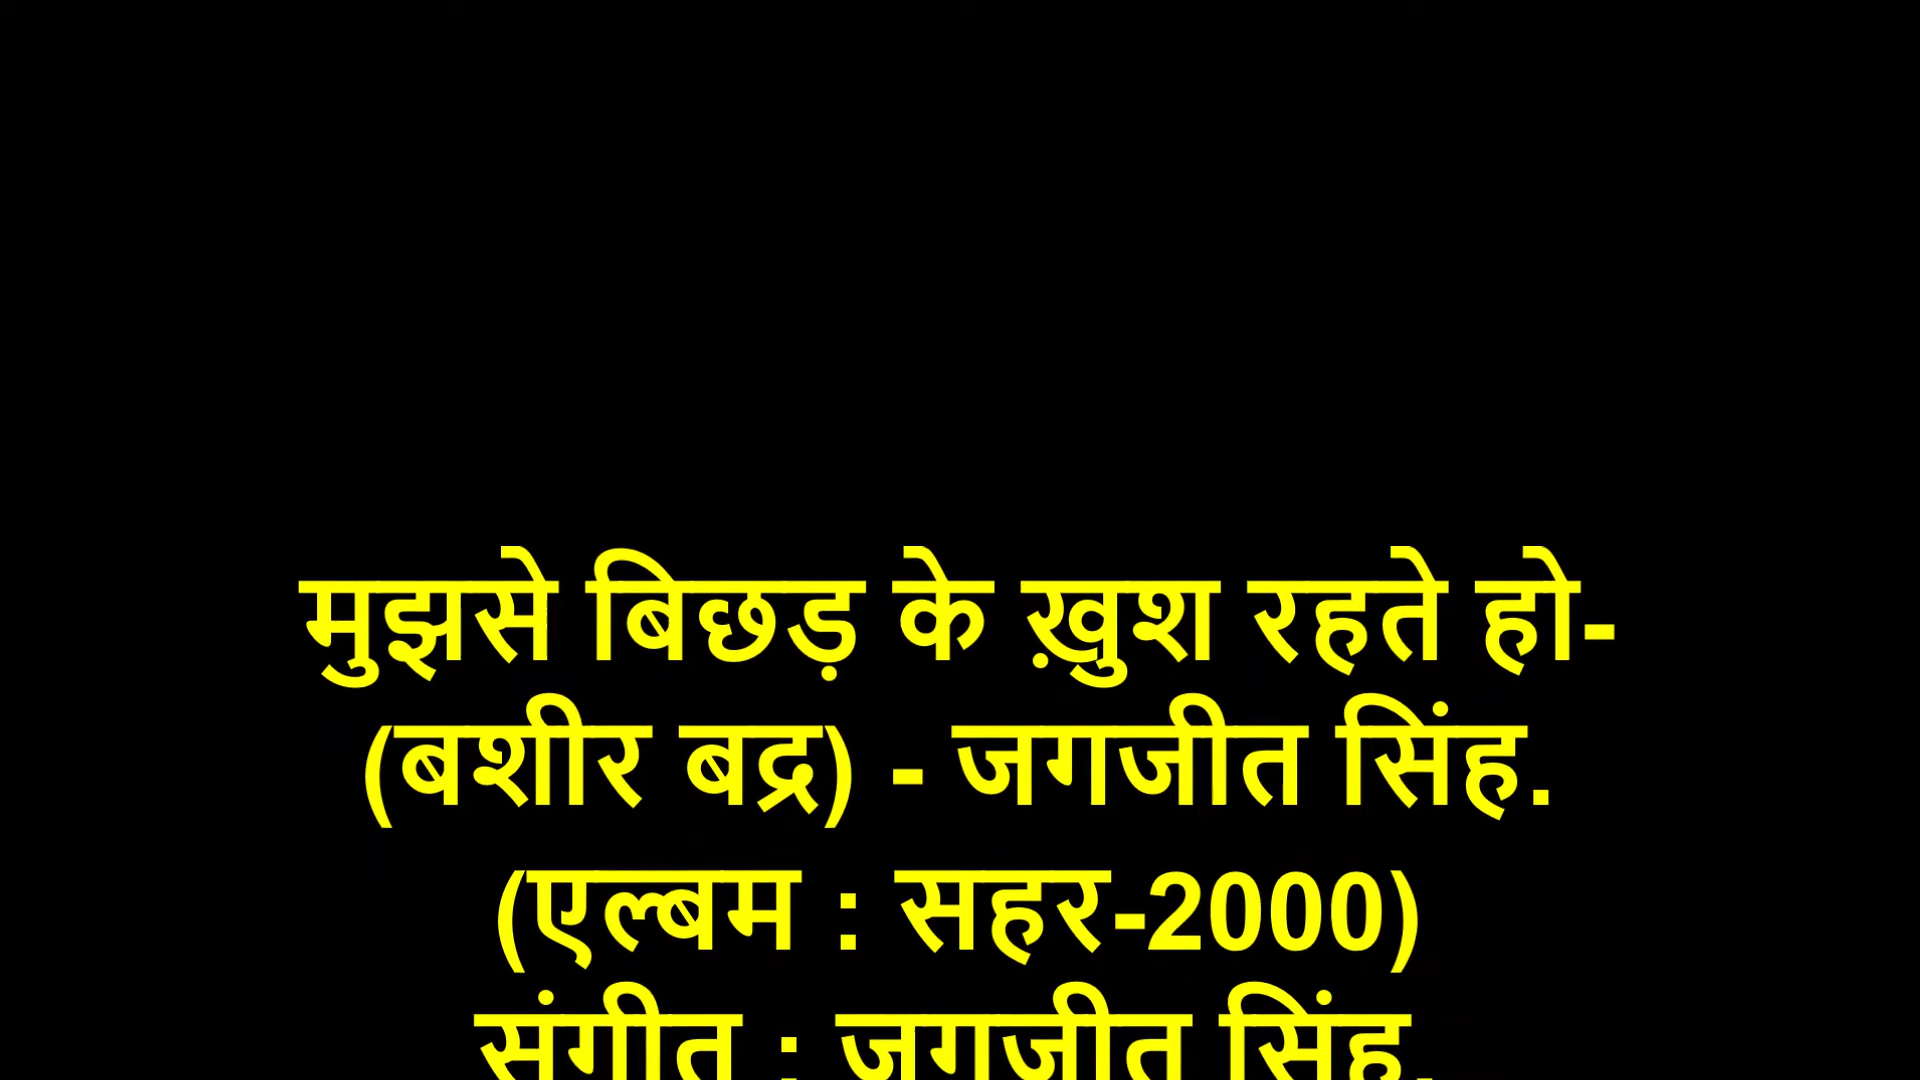 मुझसे बिछड़ के ख़ुश रहते हो-
(बशीर बद्र) - जगजीत सिंह.
(एल्बम : सहर-2000)
संगीत : जगजीत सिंह.